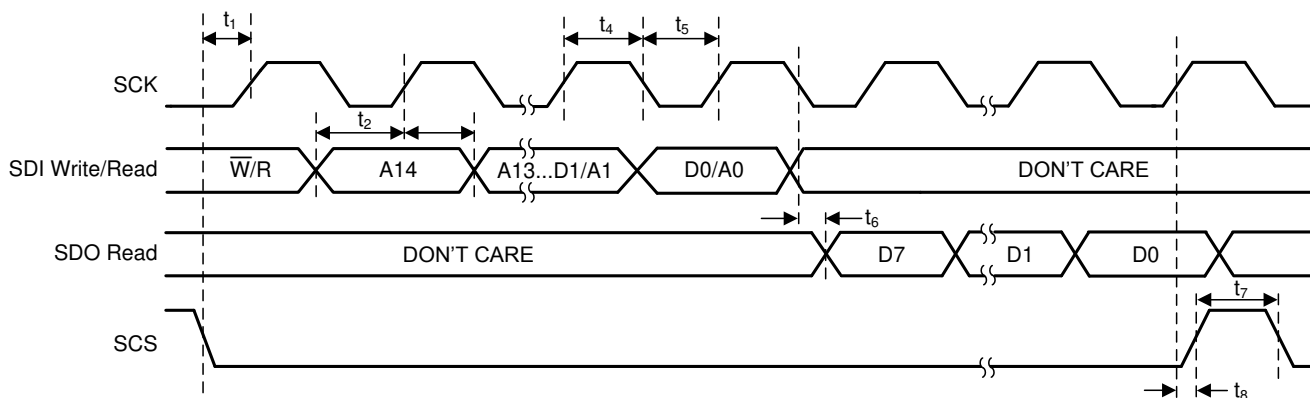 t1 t4 t5
SCK
t2
SDI Write/Read W̅/R A14 A13...D1/A1 D0/A0 DON'T CARE
t6
SDO Read DON'T CARE D7 D1 D0
t7
SCS
t8